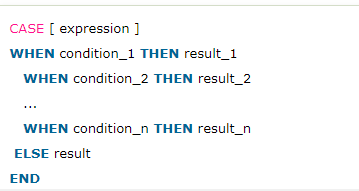 CASE [ expression ]
WHEN condition_1 THEN result_1
WHEN condition_2 THEN result_2
...
WHEN condition_n THEN result_n
ELSE result
END